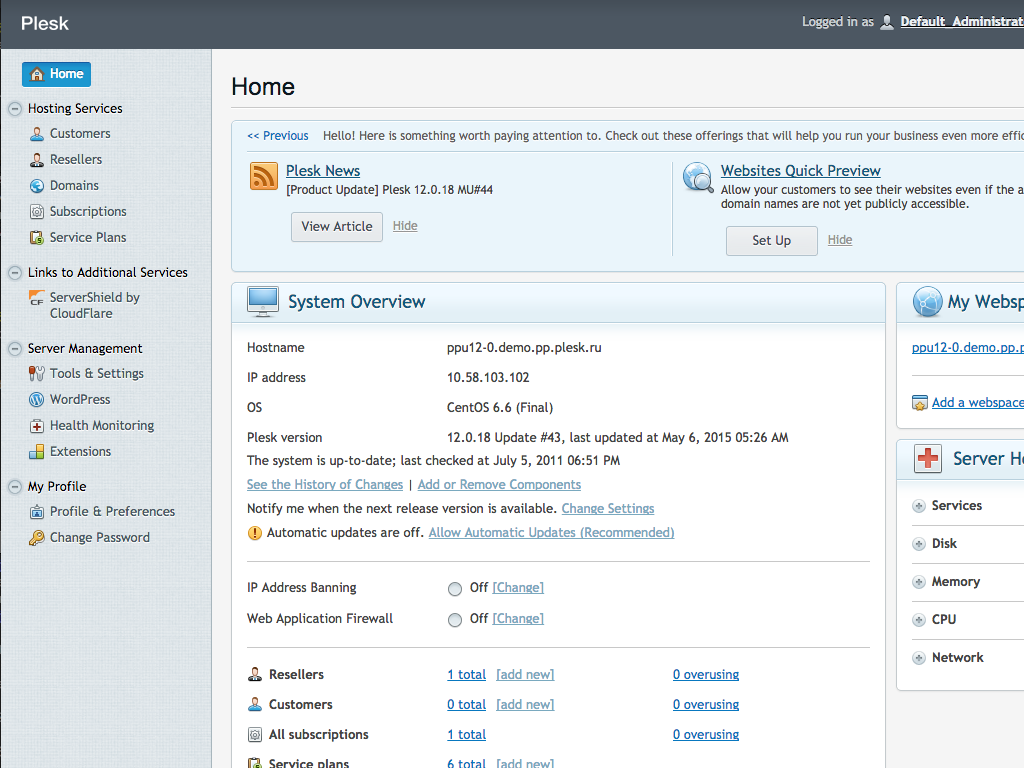 Plesk
Logged in as Default_Administrat
Home
Hosting Services
Customers
Resellers
Domains
Subscriptions
Service Plans
Links to Additional Services
ServerShield by
CloudFlare
Server Management
Tools & Settings
WordPress
Health Monitoring
Extensions
My Profile
Profile & Preferences
Change Password
Home
<< Previous Hello! Here is something worth paying attention to. Check out these offerings that will help you run your business even more effic
Plesk News
[Product Update] Plesk 12.0.18 MU#44
View Article Hide
Websites Quick Preview
Allow your customers to see their websites even if the a
domain names are not yet publicly accessible.
Set Up Hide
System Overview
Hostname ppu12-0.demo.pp.plesk.ru
IP address 10.58.103.102
OS CentOS 6.6 (Final)
Plesk version 12.0.18 Update #43, last updated at May 6, 2015 05:26 AM
The system is up-to-date; last checked at July 5, 2011 06:51 PM
See the History of Changes | Add or Remove Components
Notify me when the next release version is available. Change Settings
Automatic updates are off. Allow Automatic Updates (Recommended)
IP Address Banning Off [Change]
Web Application Firewall Off [Change]
Resellers 1 total [add new] 0 overusing
Customers 0 total [add new] 0 overusing
All subscriptions 1 total 0 overusing
Service plans 6 total [add new]
My Websp
ppu12-0.demo.pp.p
Add a webspace
Server He
Services
Disk
Memory
CPU
Network